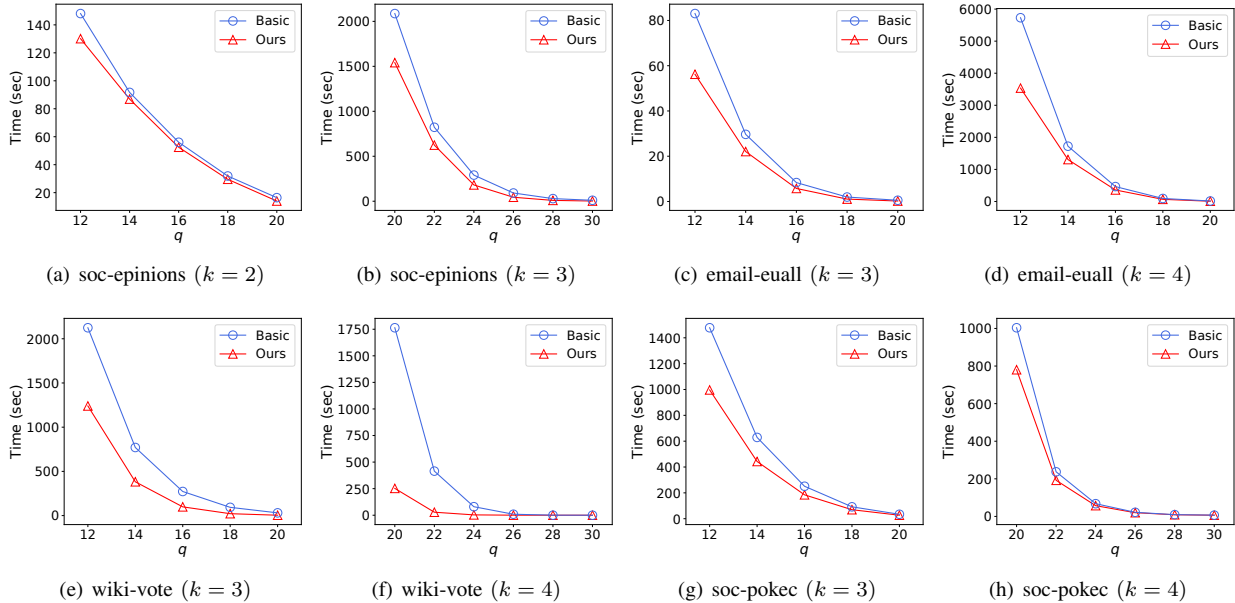 140
120
100
80
60
40
20
Time (sec)
12 14 16 18 20
q
Basic
Ours
(a) soc-epinions (k = 2)
2000
1500
1000
500
0
Time (sec)
20 22 24 26 28 30
q
Basic
Ours
(b) soc-epinions (k = 3)
80
60
40
20
0
Time (sec)
12 14 16 18 20
q
Basic
Ours
(c) email-euall (k = 3)
6000
5000
4000
3000
2000
1000
0
Time (sec)
12 14 16 18 20
q
Basic
Ours
(d) email-euall (k = 4)
2000
1500
1000
500
0
Time (sec)
12 14 16 18 20
q
Basic
Ours
(e) wiki-vote (k = 3)
1750
1500
1250
1000
750
500
250
0
Time (sec)
20 22 24 26 28 30
q
Basic
Ours
(f) wiki-vote (k = 4)
1400
1200
1000
800
600
400
200
0
Time (sec)
12 14 16 18 20
q
Basic
Ours
(g) soc-pokec (k = 3)
1000
800
600
400
200
0
Time (sec)
20 22 24 26 28 30
q
Basic
Ours
(h) soc-pokec (k = 4)